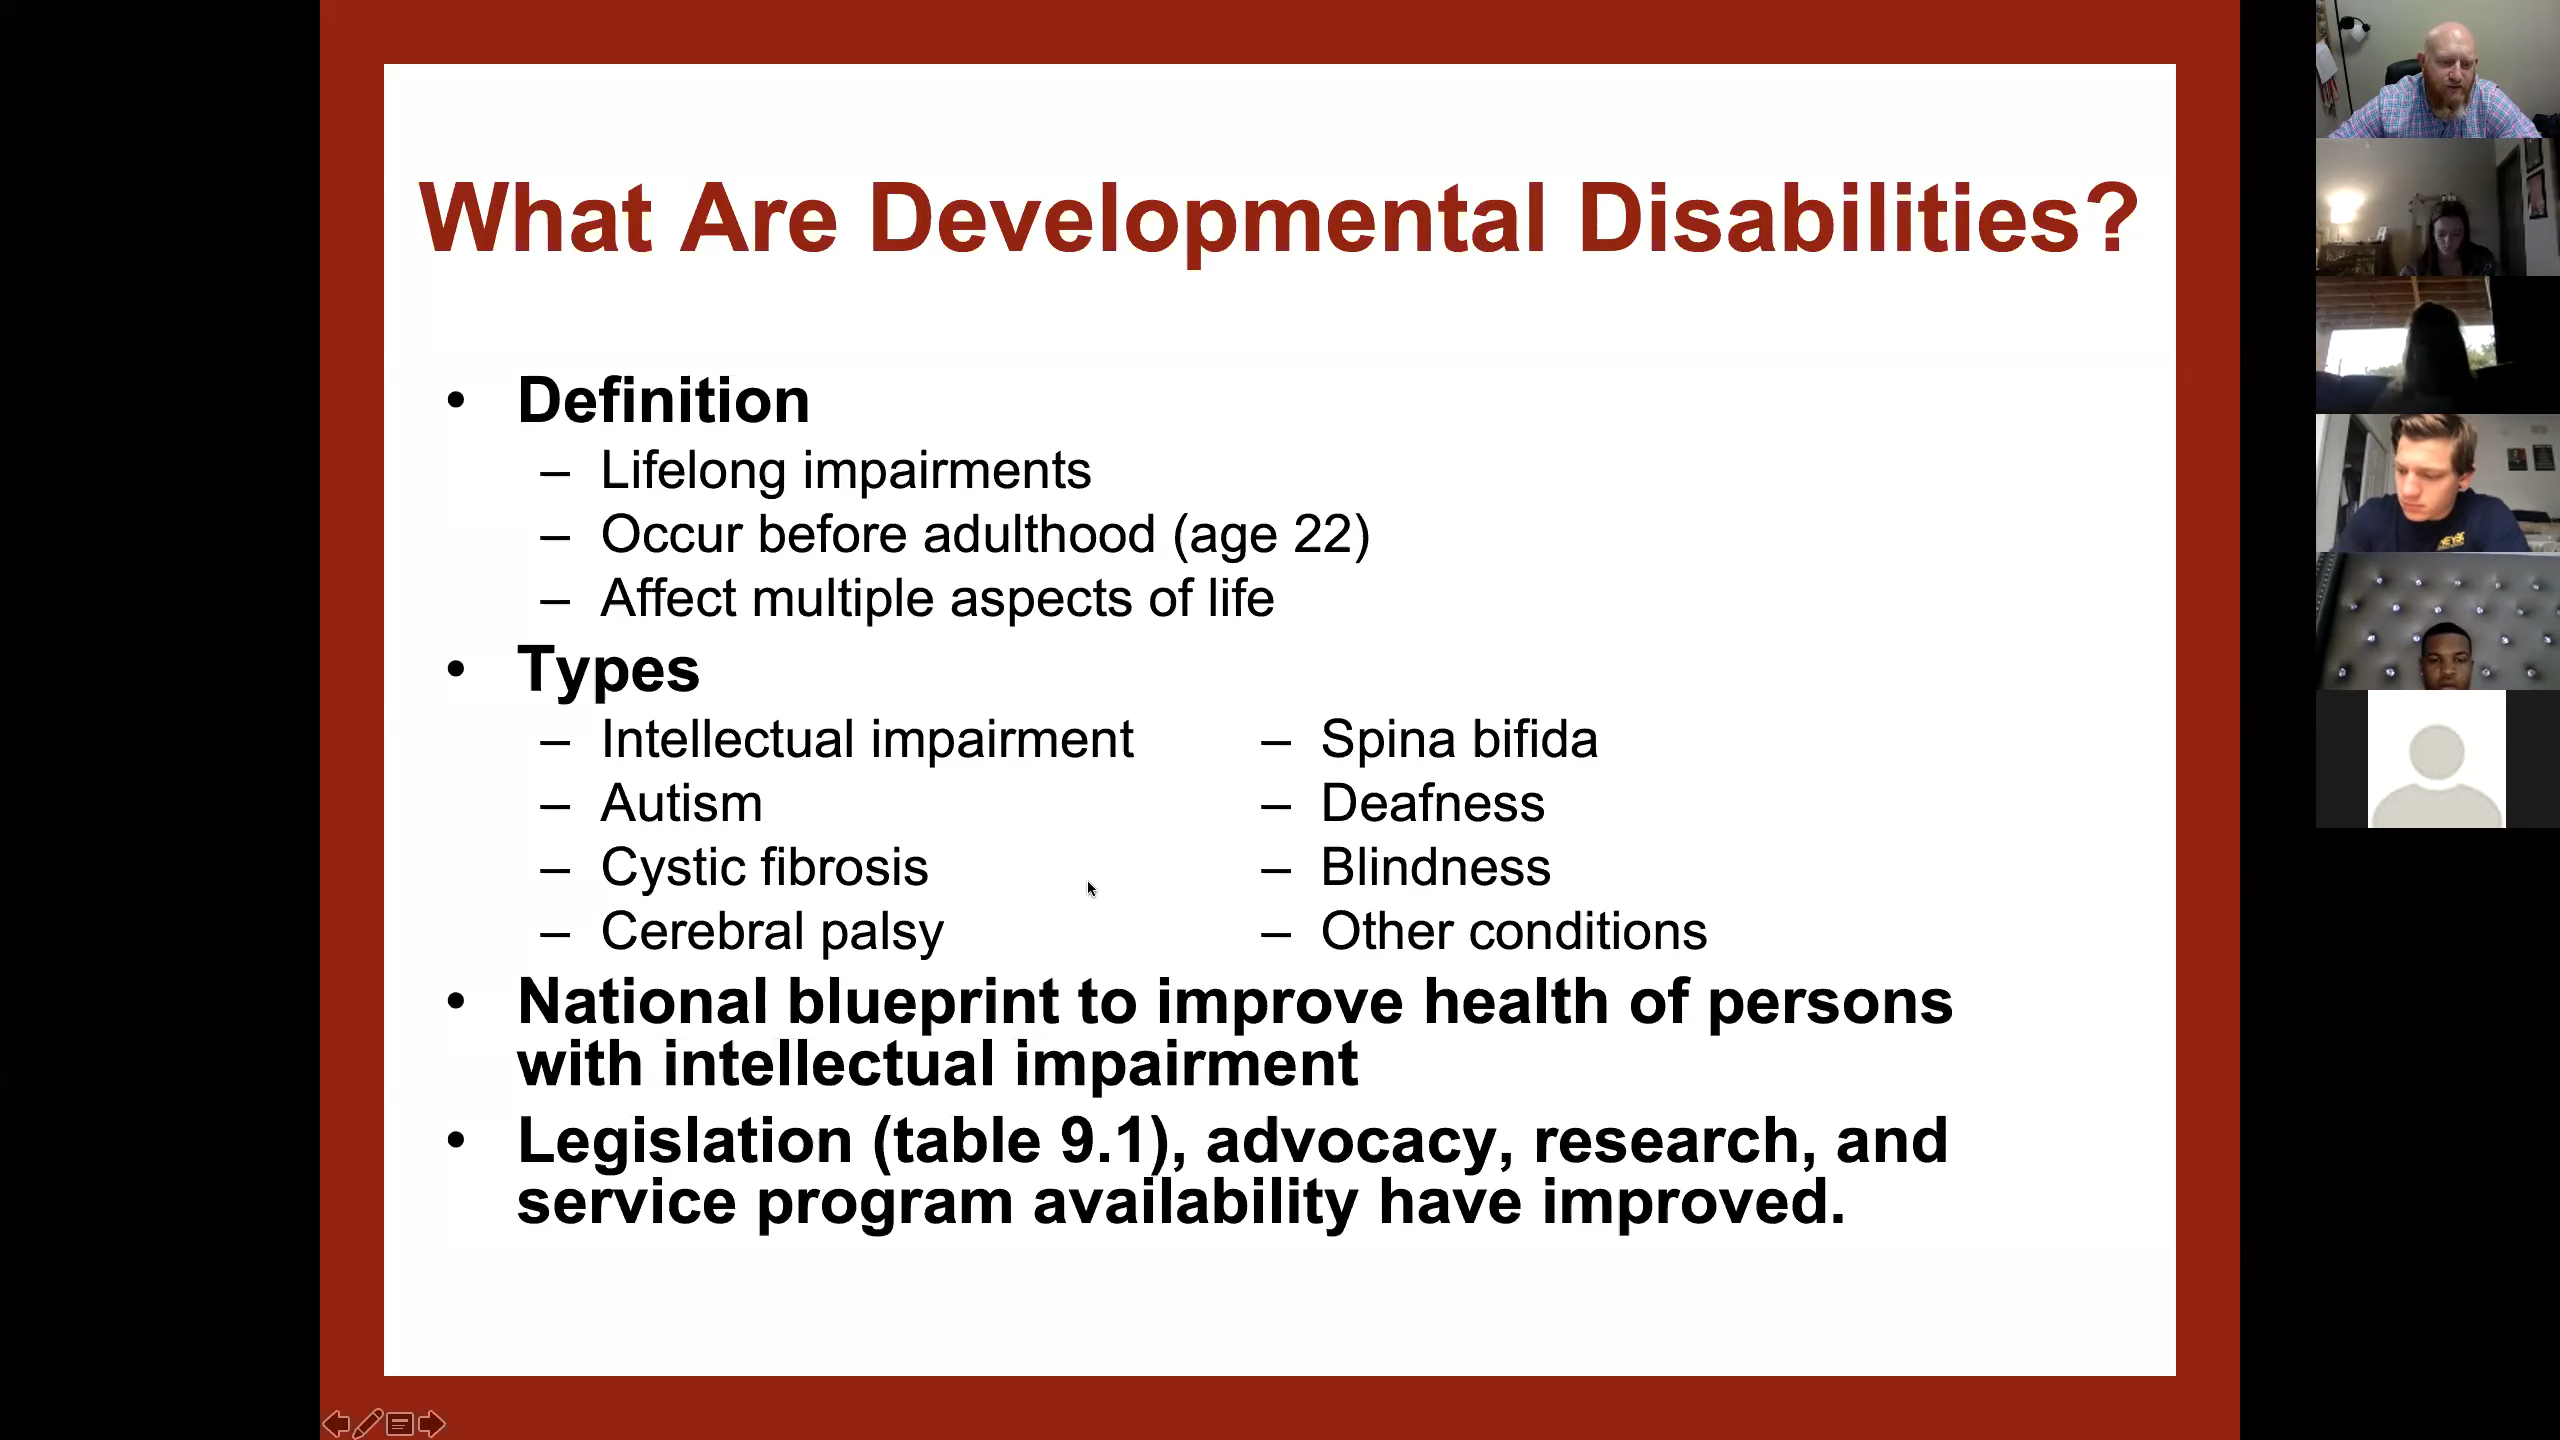 What Are Developmental Disabilities?
• Definition
– Lifelong impairments
– Occur before adulthood (age 22)
– Affect multiple aspects of life
• Types
– Intellectual impairment
– Autism
– Cystic fibrosis
– Cerebral palsy
– Spina bifida
– Deafness
– Blindness
– Other conditions
• National blueprint to improve health of persons
with intellectual impairment
• Legislation (table 9.1), advocacy, research, and
service program availability have improved.